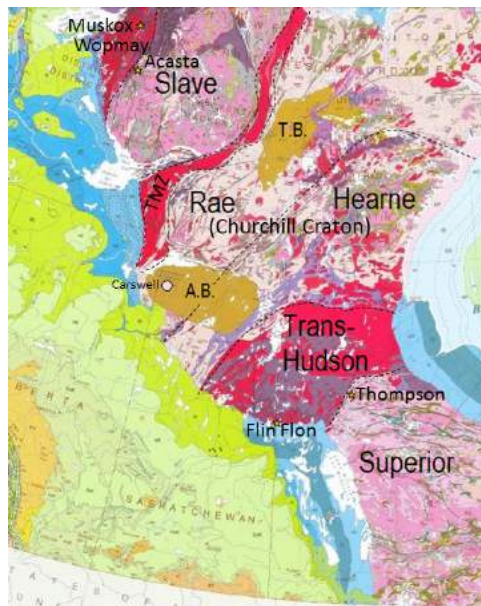 Muskox
Wopmay
Acasta
Slave
T.B.
TMZ
Rae
Hearne
(Churchill Craton)
Carswell
A.B.
Trans-
Hudson
Thompson
Flin Flon
Superior
SASKATCHEWAN